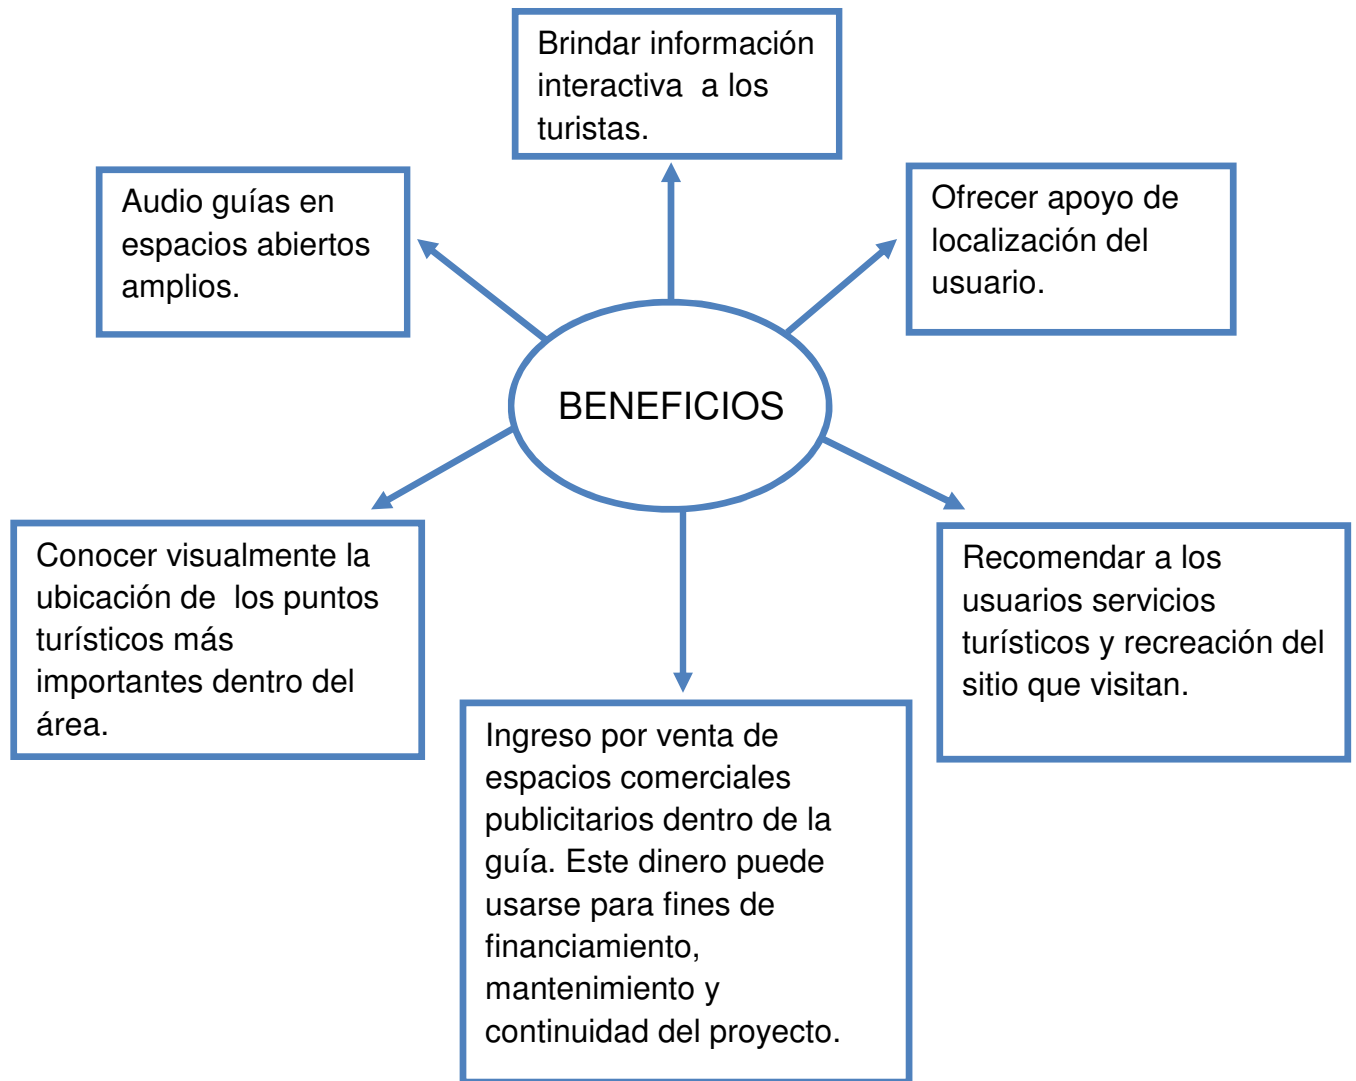 Brindar información
interactiva  a los
turistas.
Audio guías en
espacios abiertos
amplios.
Ofrecer apoyo de
localización del
usuario.
BENEFICIOS
Conocer visualmente la
ubicación de  los puntos
turísticos más
importantes dentro del
área.
Recomendar a los
usuarios servicios
turísticos y recreación del
sitio que visitan.
Ingreso por venta de
espacios comerciales
publicitarios dentro de la
guía. Este dinero puede
usarse para fines de
financiamiento,
mantenimiento y
continuidad del proyecto.